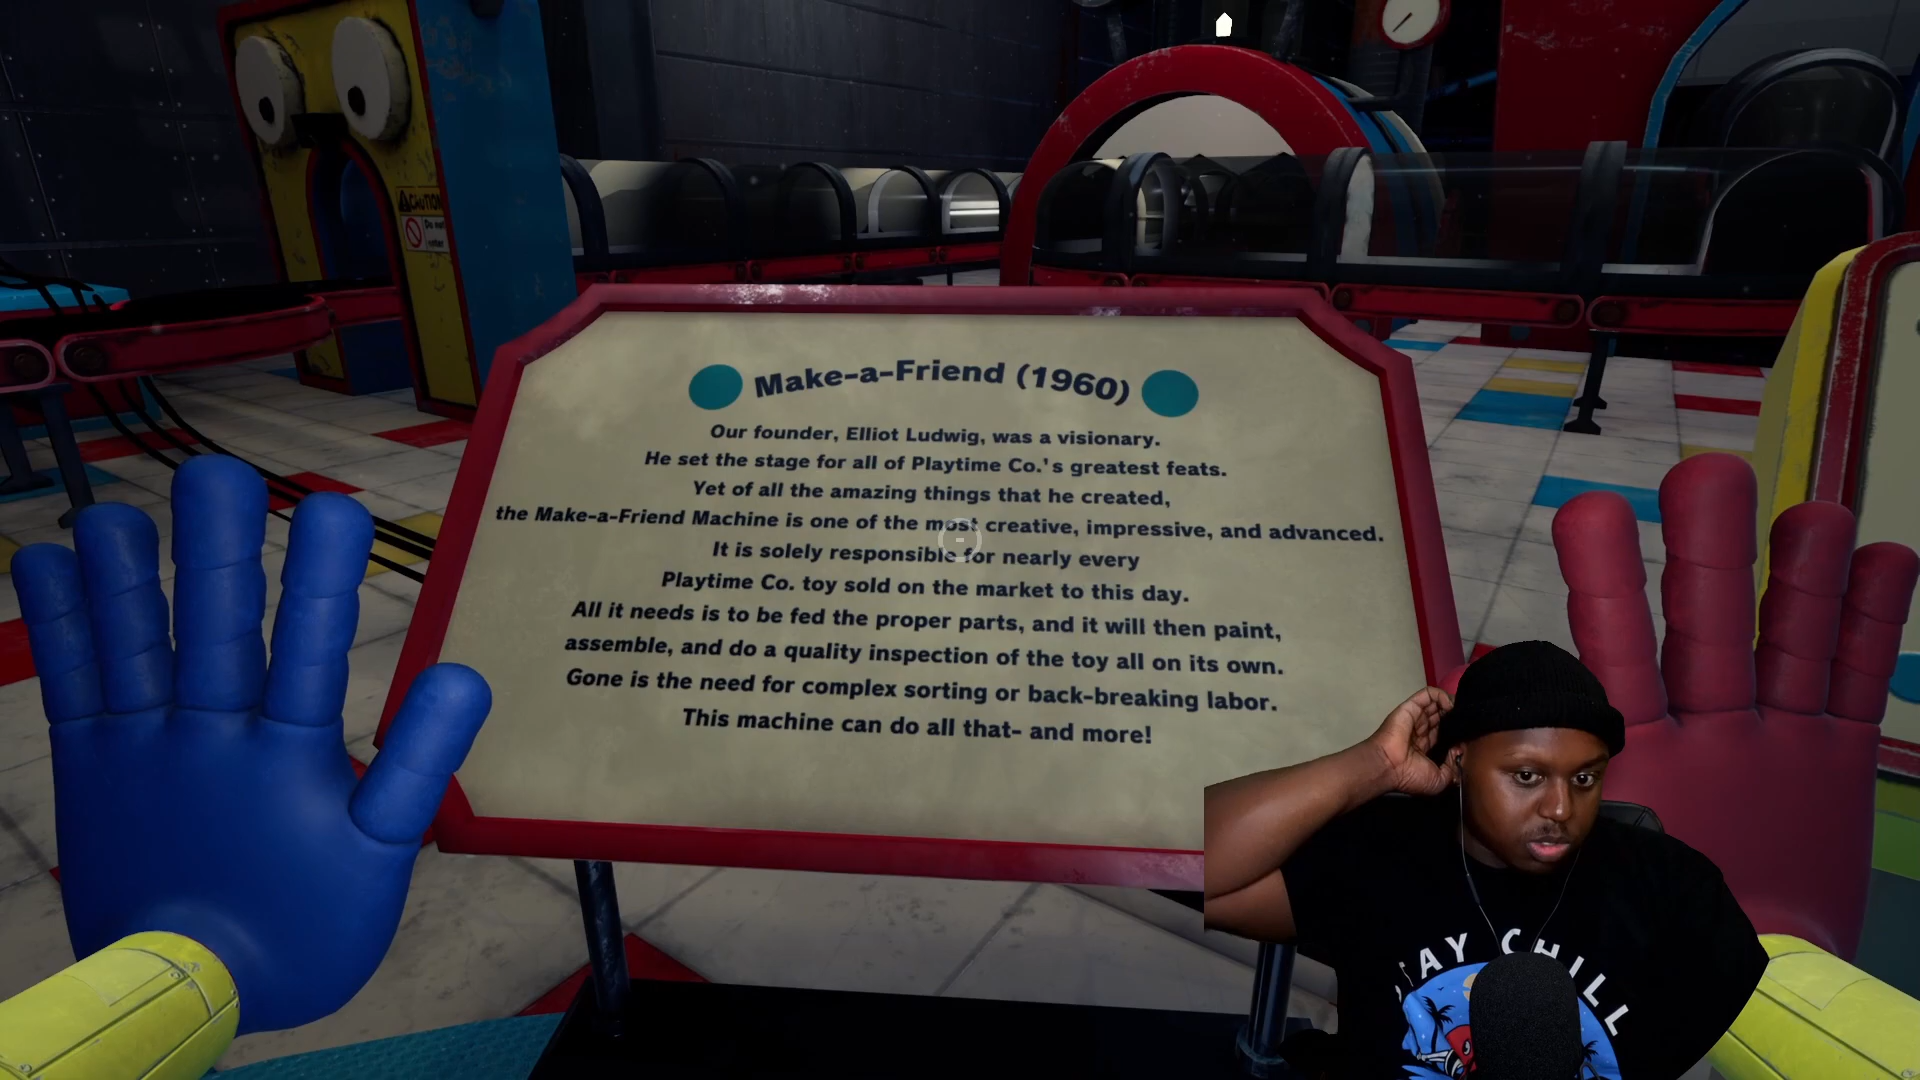 CAUTION
Do not
enter
Make-a-Friend (1960)
Our founder, Elliot Ludwig, was a visionary.
He set the stage for all of Playtime Co.'s greatest feats.
Yet of all the amazing things that he created,
the Make-a-Friend Machine is one of the most creative, impressive, and advanced.
It is solely responsible for nearly every
Playtime Co. toy sold on the market to this day.
All it needs is to be fed the proper parts, and it will then paint,
assemble, and do a quality inspection of the toy all on its own.
Gone is the need for complex sorting or back-breaking labor.
This machine can do all that- and more!
AY CHILL